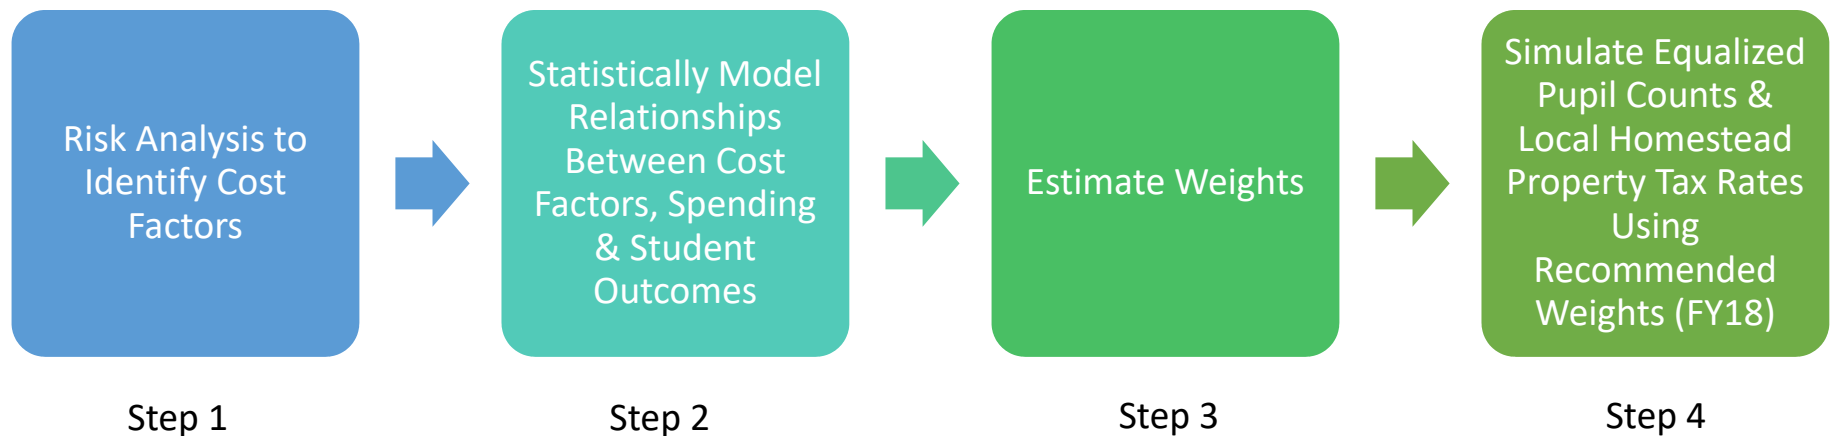 Risk Analysis to
Identify Cost
Factors
Statistically Model
Relationships
Between Cost
Factors, Spending
& Student
Outcomes
Estimate Weights
Simulate Equalized
Pupil Counts &
Local Homestead
Property Tax Rates
Using
Recommended
Weights (FY18)
Step 1
Step 2
Step 3
Step 4